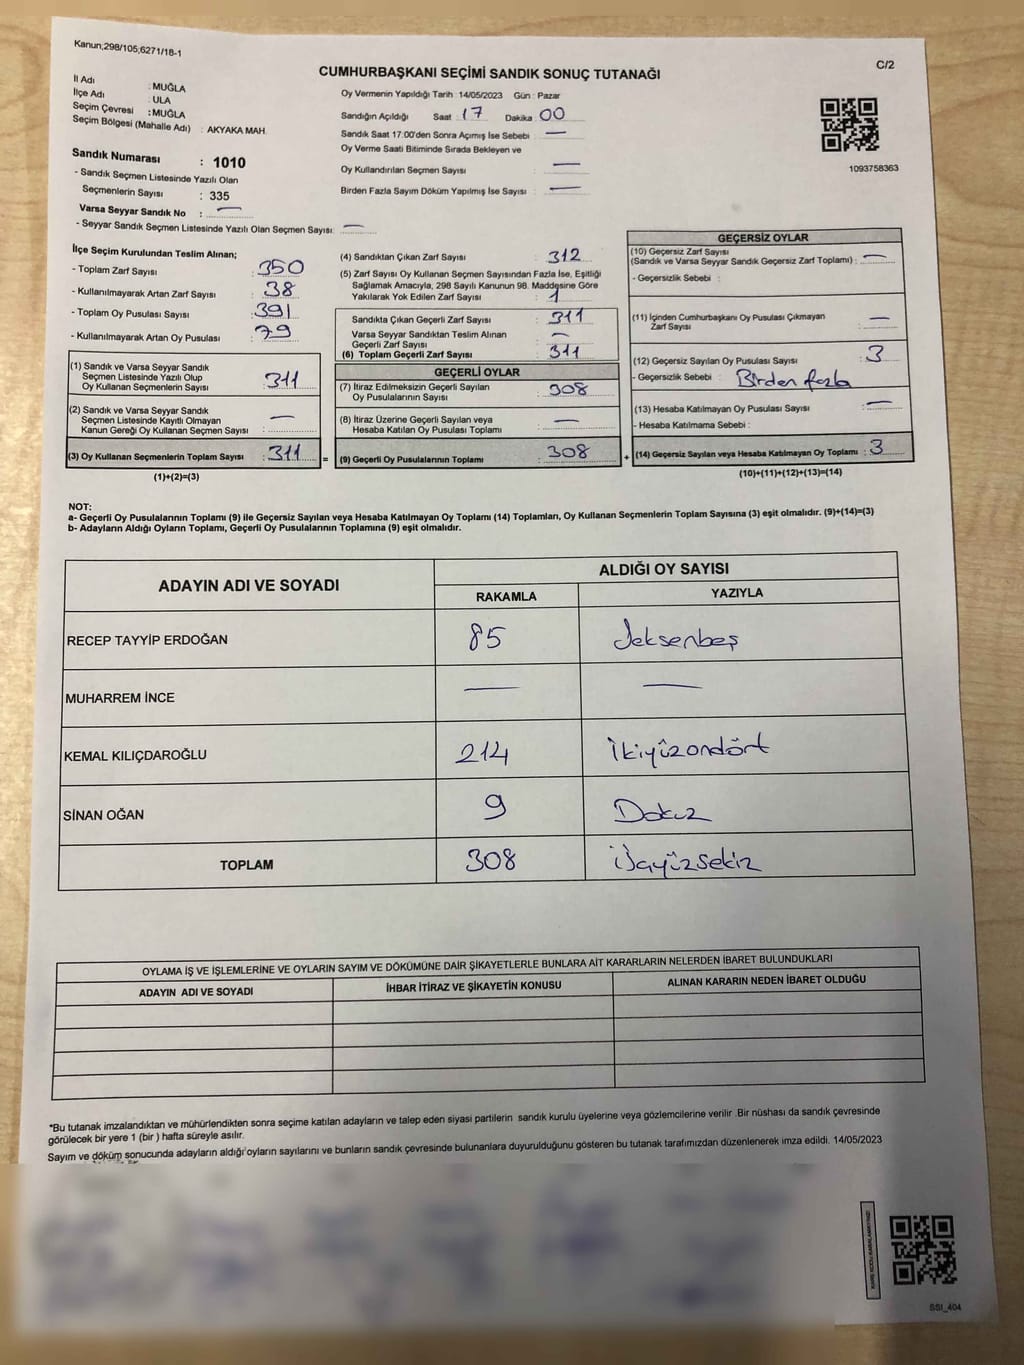 Kanun;298/105;6271/18-1
C/2
CUMHURBAŞKANI SEÇİMİ SANDIK SONUÇ TUTANAĞI
İl Adı : MUĞLA
İlçe Adı : ULA
Seçim Çevresi : MUĞLA
Seçim Bölgesi (Mahalle Adı) : AKYAKA MAH.
Oy Vermenin Yapıldığı Tarih : 14/05/2023 Gün : Pazar
Sandığın Açıldığı Saat : 17 Dakika : 00
Sandık Saat 17:00'den Sonra Açımış İse Sebebi : —
Oy Verme Saati Bitiminde Sırada Bekleyen ve
Oy Kullandırılan Seçmen Sayısı : —
Birden Fazla Sayım Döküm Yapılmış İse Sayısı : —
1093758363
Sandık Numarası : 1010
- Sandık Seçmen Listesinde Yazılı Olan
Seçmenlerin Sayısı : 335
Varsa Seyyar Sandık No : —
- Seyyar Sandık Seçmen Listesinde Yazılı Olan Seçmen Sayısı: —
İlçe Seçim Kurulundan Teslim Alınan;
- Toplam Zarf Sayısı : 350
- Kullanılmayarak Artan Zarf Sayısı : 38
- Toplam Oy Pusulası Sayısı : 391
- Kullanılmayarak Artan Oy Pusulası : 79
(1) Sandık ve Varsa Seyyar Sandık
Seçmen Listesinde Yazılı Olup
Oy Kullanan Seçmenlerin Sayısı : 311
(2) Sandık ve Varsa Seyyar Sandık
Seçmen Listesinde Kayıtlı Olmayan
Kanun Gereği Oy Kullanan Seçmen Sayısı : —
(3) Oy Kullanan Seçmenlerin Toplam Sayısı : 311
(1)+(2)=(3)
=
(4) Sandıktan Çıkan Zarf Sayısı : 312
(5) Zarf Sayısı Oy Kullanan Seçmen Sayısından Fazla İse, Eşitliği
Sağlamak Amacıyla, 298 Sayılı Kanunun 98. Maddesine Göre
Yakılarak Yok Edilen Zarf Sayısı : 1
Sandıkta Çıkan Geçerli Zarf Sayısı : 311
Varsa Seyyar Sandıktan Teslim Alınan
Geçerli Zarf Sayısı : —
(6) Toplam Geçerli Zarf Sayısı : 311
GEÇERLİ OYLAR
(7) İtiraz Edilmeksizin Geçerli Sayılan
Oy Pusulalarının Sayısı : 308
(8) İtiraz Üzerine Geçerli Sayılan veya
Hesaba Katılan Oy Pusulası Toplamı : —
(9) Geçerli Oy Pusulalarının Toplamı : 308
+
GEÇERSİZ OYLAR
(10) Geçersiz Zarf Sayısı
(Sandık ve Varsa Seyyar Sandık Geçersiz Zarf Toplamı) : —
- Geçersizlik Sebebi :
(11) İçinden Cumhurbaşkanı Oy Pusulası Çıkmayan
Zarf Sayısı : —
(12) Geçersiz Sayılan Oy Pusulası Sayısı : 3
- Geçersizlik Sebebi : Birden fazla
(13) Hesaba Katılmayan Oy Pusulası Sayısı : —
- Hesaba Katılmama Sebebi :
(14) Geçersiz Sayılan veya Hesaba Katılmayan Oy Toplamı : 3
(10)+(11)+(12)+(13)=(14)
NOT:
a- Geçerli Oy Pusulalarının Toplamı (9) ile Geçersiz Sayılan veya Hesaba Katılmayan Oy Toplamı (14) Toplamları, Oy Kullanan Seçmenlerin Toplam Sayısına (3) eşit olmalıdır. (9)+(14)=(3)
b- Adayların Aldığı Oyların Toplamı, Geçerli Oy Pusulalarının Toplamına (9) eşit olmalıdır.
ADAYIN ADI VE SOYADI
ALDIĞI OY SAYISI
RAKAMLA YAZIYLA
RECEP TAYYİP ERDOĞAN 85 Seksenbeş
MUHARREM İNCE — —
KEMAL KILIÇDAROĞLU 214 İkiyüzondört
SİNAN OĞAN 9 Dokuz
TOPLAM 308 Üçyüzsekiz
OYLAMA İŞ VE İŞLEMLERİNE VE OYLARIN SAYIM VE DÖKÜMÜNE DAİR ŞİKAYETLERLE BUNLARA AİT KARARLARIN NELERDEN İBARET BULUNDUKLARI
ADAYIN ADI VE SOYADI İHBAR İTİRAZ VE ŞİKAYETİN KONUSU ALINAN KARARIN NEDEN İBARET OLDUĞU
*Bu tutanak imzalandıktan ve mühürlendikten sonra seçime katılan adayların ve talep eden siyasi partilerin sandık kurulu üyelerine veya gözlemcilerine verilir .Bir nüshası da sandık çevresinde
görülecek bir yere 1 (bir ) hafta süreyle asılır.
Sayım ve döküm sonucunda adayların aldığı oyların sayılarını ve bunların sandık çevresinde bulunanlara duyurulduğunu gösteren bu tutanak tarafımızdan düzenlenerek imza edildi. 14/05/2023
SSI_404